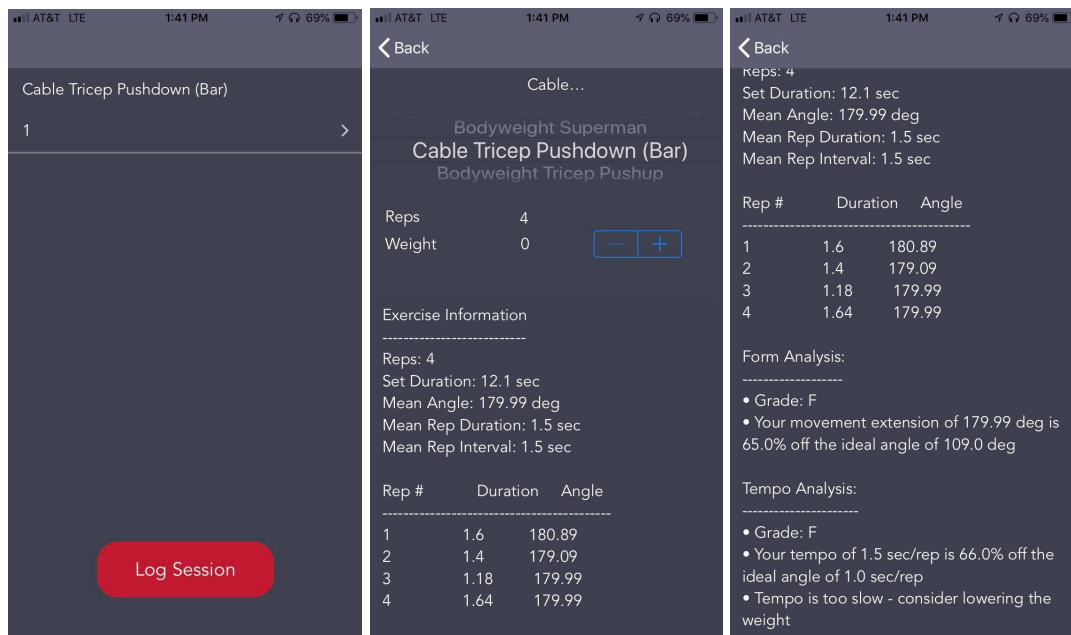 AT&T LTE 1:41 PM 69%
Cable Tricep Pushdown (Bar)
1
Log Session
AT&T LTE 1:41 PM 69%
Back
Cable...
Bodyweight Superman
Cable Tricep Pushdown (Bar)
Bodyweight Tricep Pushup
Reps 4
Weight 0 − +
Exercise Information
---------------------------
Reps: 4
Set Duration: 12.1 sec
Mean Angle: 179.99 deg
Mean Rep Duration: 1.5 sec
Mean Rep Interval: 1.5 sec
Rep # Duration Angle
-------------------------------------------
1 1.6 180.89
2 1.4 179.09
3 1.18 179.99
4 1.64 179.99
AT&T LTE 1:41 PM 69%
Back
Reps: 4
Set Duration: 12.1 sec
Mean Angle: 179.99 deg
Mean Rep Duration: 1.5 sec
Mean Rep Interval: 1.5 sec
Rep # Duration Angle
-------------------------------------------
1 1.6 180.89
2 1.4 179.09
3 1.18 179.99
4 1.64 179.99
Form Analysis:
-------------------
• Grade: F
• Your movement extension of 179.99 deg is
65.0% off the ideal angle of 109.0 deg
Tempo Analysis:
----------------------
• Grade: F
• Your tempo of 1.5 sec/rep is 66.0% off the
ideal angle of 1.0 sec/rep
• Tempo is too slow - consider lowering the
weight